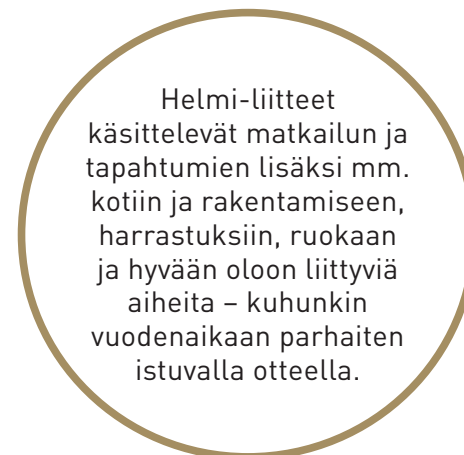 Helmi-liitteet
käsittelevät matkailun ja
tapahtumien lisäksi mm.
kotiin ja rakentamiseen,
harrastuksiin, ruokaan
ja hyvään oloon liittyviä
aiheita – kuhunkin
vuodenaikaan parhaiten
istuvalla otteella.